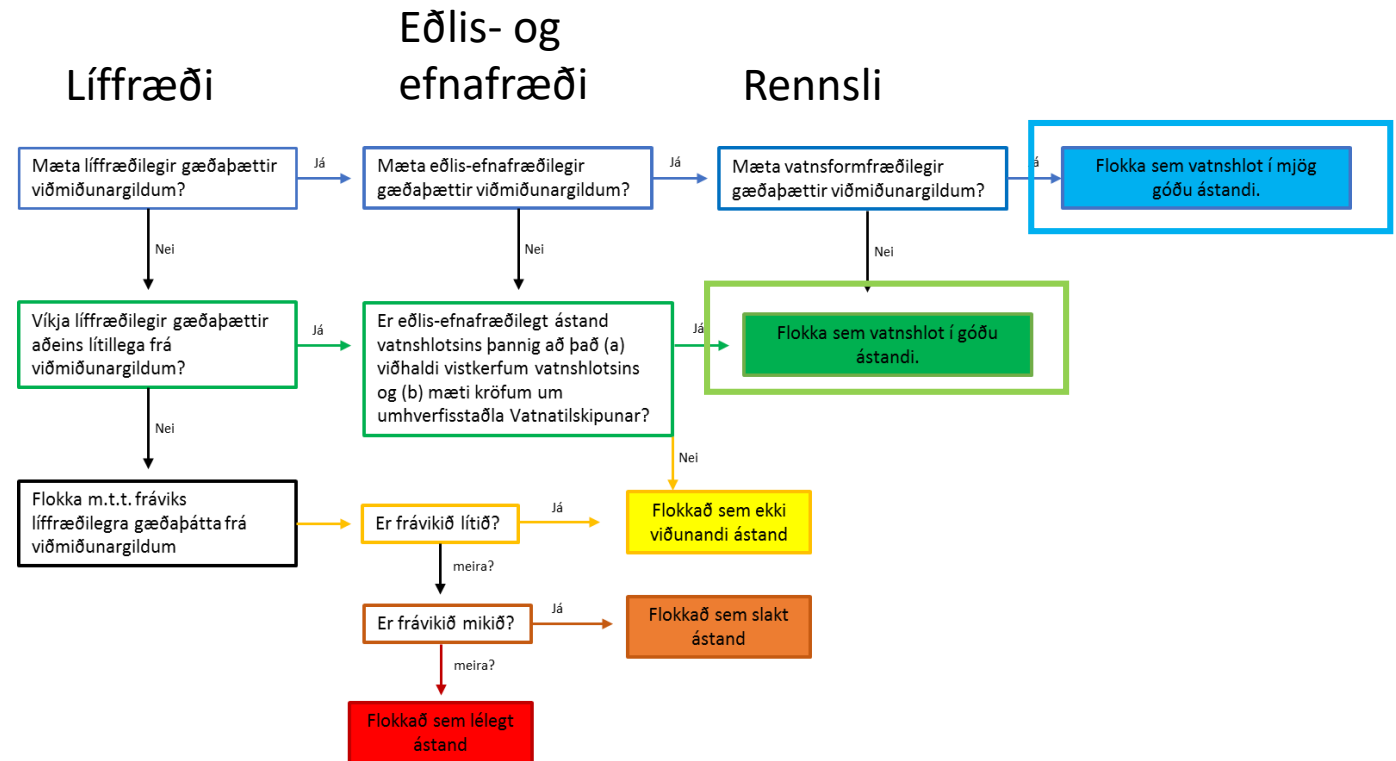 Líffræði
Eðlis- og
efnafræði
Rennsli
Mæta líffræðilegir gæðaþættir
viðmiðunargildum?
Já
Mæta eðlis-efnafræðilegir
gæðaþættir viðmiðunargildum?
Já
Mæta vatnsformfræðilegir
gæðaþættir viðmiðunargildum?
Já
Flokka sem vatnshlot í mjög
góðu ástandi.
Nei
Nei
Nei
Víkja líffræðilegir gæðaþættir
aðeins lítillega frá
viðmiðunargildum?
Já
Er eðlis-efnafræðilegt ástand
vatnshlotsins þannig að það (a)
viðhaldi vistkerfum vatnshlotsins
og (b) mæti kröfum um
umhverfisstaðla Vatnatilskipunar?
Já
Flokka sem vatnshlot í góðu
ástandi.
Nei
Nei
Flokka m.t.t. fráviks
líffræðilegra gæðaþátta frá
viðmiðunargildum
Er frávikið lítið?
Já
Flokkað sem ekki
viðunandi ástand
meira?
Er frávikið mikið?
Já
Flokkað sem slakt
ástand
meira?
Flokkað sem lélegt
ástand